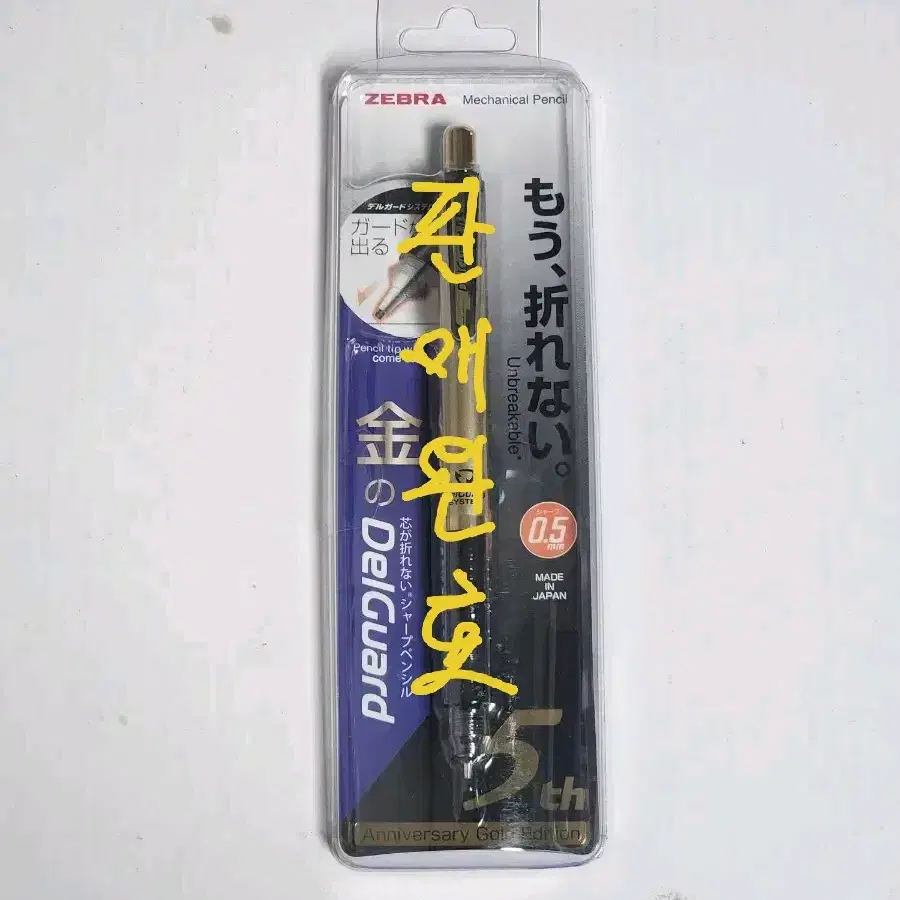 ZEBRA Mechanical Pencil
デルガードシステム
ガードが
出る
Pencil tip w
come
もう、折れない。
Unbreakable*
金のDelGuard
芯が折れない※シャープペンシル
シャープ
0.5
mm
MADE
IN
JAPAN
SYSTEM
판매완료
5th
Anniversary Gold Edition